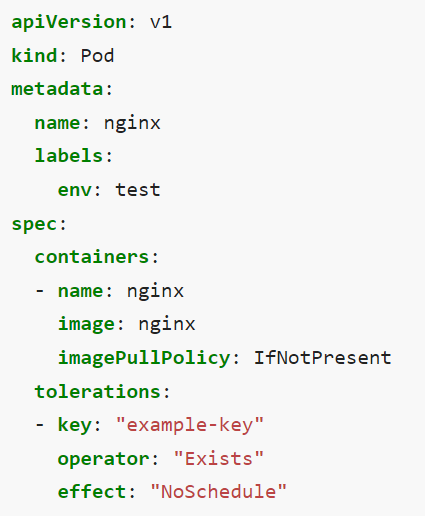 apiVersion: v1
kind: Pod
metadata:
  name: nginx
  labels:
    env: test
spec:
  containers:
  - name: nginx
    image: nginx
    imagePullPolicy: IfNotPresent
  tolerations:
  - key: "example-key"
    operator: "Exists"
    effect: "NoSchedule"